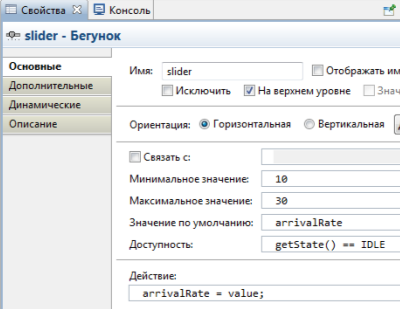 Свойства Консоль
slider - Бегунок
Основные
Дополнительные
Динамические
Описание
Имя: slider Отображать им
Исключить На верхнем уровне Знач
Ориентация: Горизонтальная Вертикальная
Связать с:
Минимальное значение: 10
Максимальное значение: 30
Значение по умолчанию: arrivalRate
Доступность: getState() == IDLE
Действие:
arrivalRate = value;